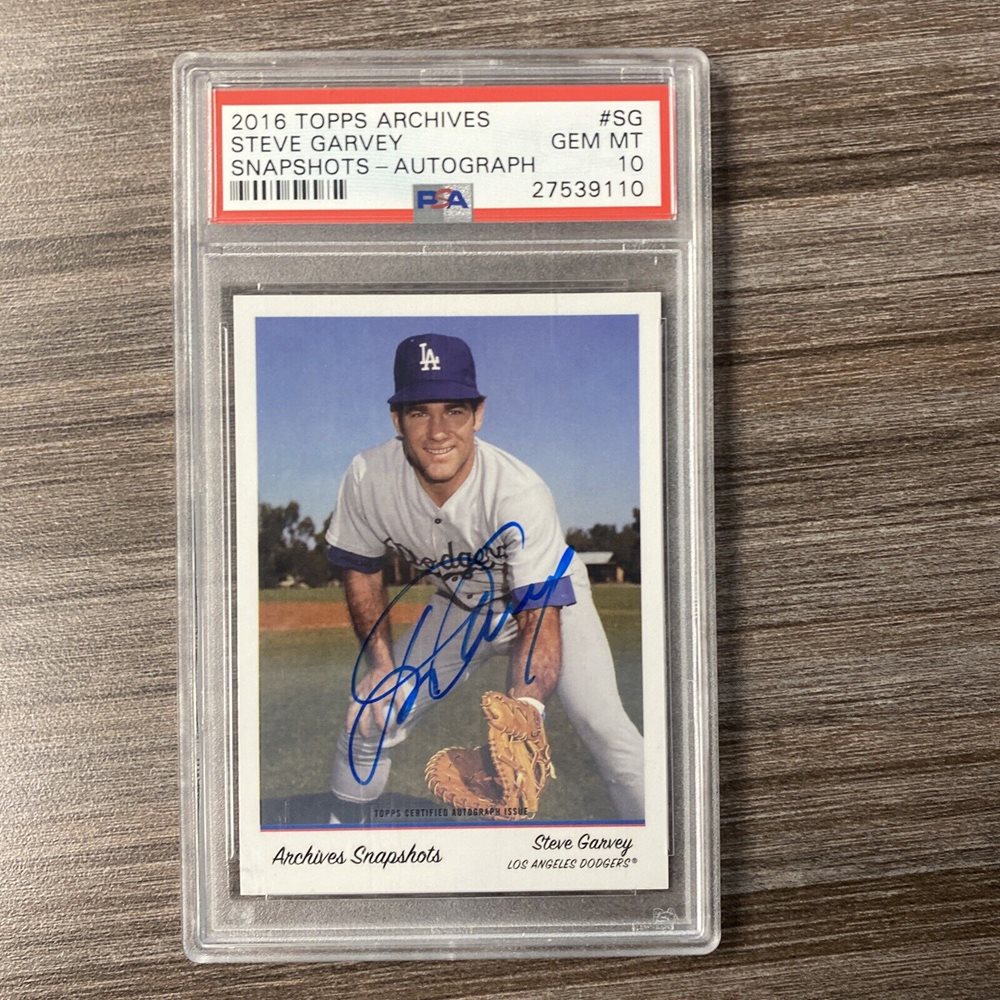 2016 TOPPS ARCHIVES #SG
STEVE GARVEY GEM MT
SNAPSHOTS - AUTOGRAPH 10
PSA 27539110
LA
Dodgers
TOPPS CERTIFIED AUTOGRAPH ISSUE
Archives Snapshots
Steve Garvey
LOS ANGELES DODGERS®